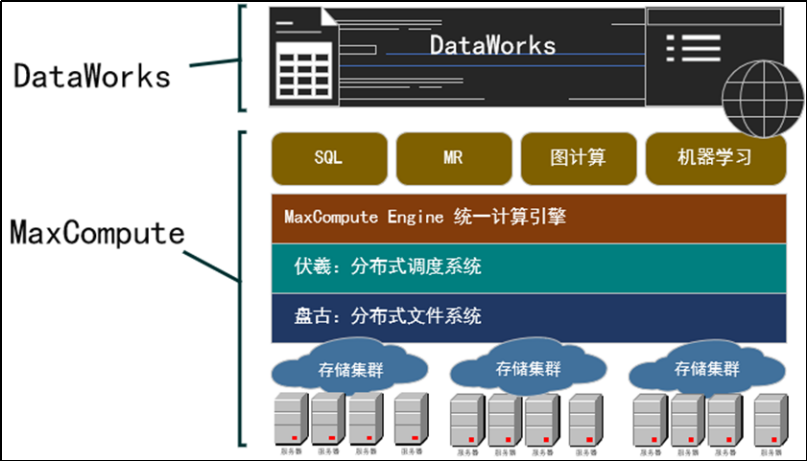 DataWorks
DataWorks
SQL
MR
图计算
机器学习
MaxCompute
MaxCompute Engine 统一计算引擎
伏羲：分布式调度系统
盘古：分布式文件系统
存储集群
存储集群
存储集群
服务器
服务器
服务器
服务器
服务器
服务器
服务器
服务器
服务器
服务器
服务器
服务器